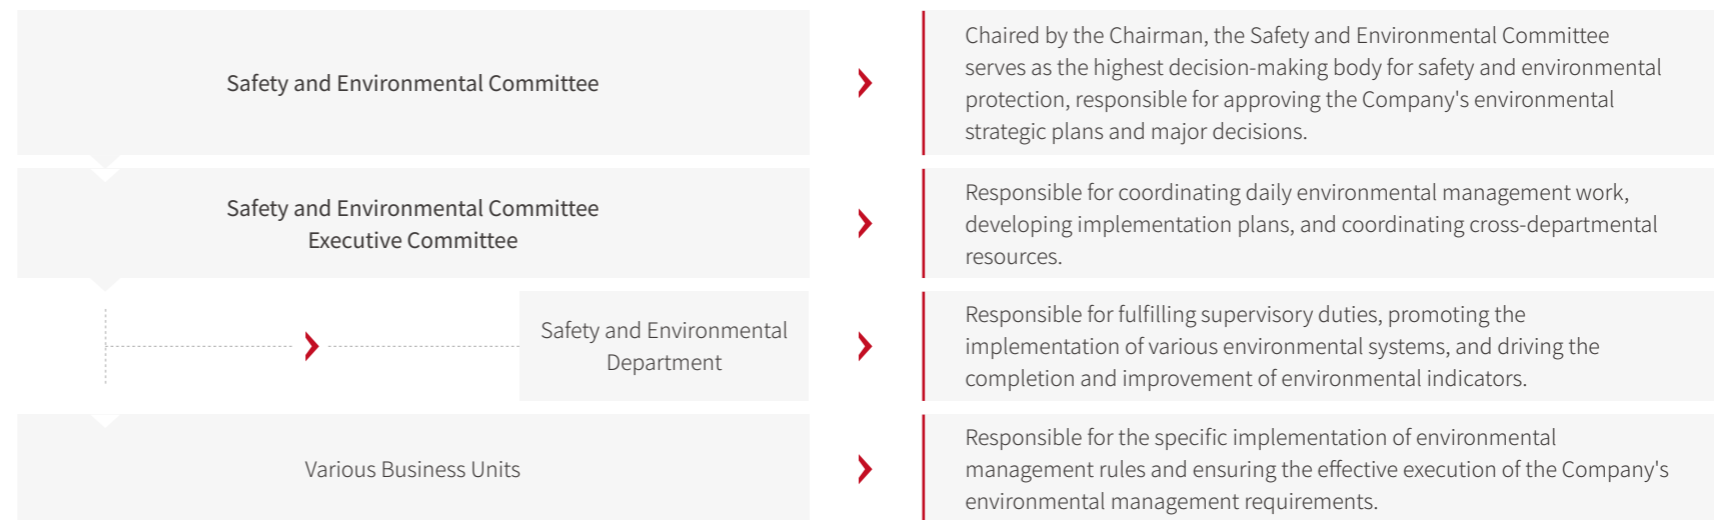 Safety and Environmental Committee
Chaired by the Chairman, the Safety and Environmental Committee
serves as the highest decision-making body for safety and environmental
protection, responsible for approving the Company's environmental
strategic plans and major decisions.
Safety and Environmental Committee
Executive Committee
Responsible for coordinating daily environmental management work,
developing implementation plans, and coordinating cross-departmental
resources.
Safety and Environmental
Department
Responsible for fulfilling supervisory duties, promoting the
implementation of various environmental systems, and driving the
completion and improvement of environmental indicators.
Various Business Units
Responsible for the specific implementation of environmental
management rules and ensuring the effective execution of the Company's
environmental management requirements.